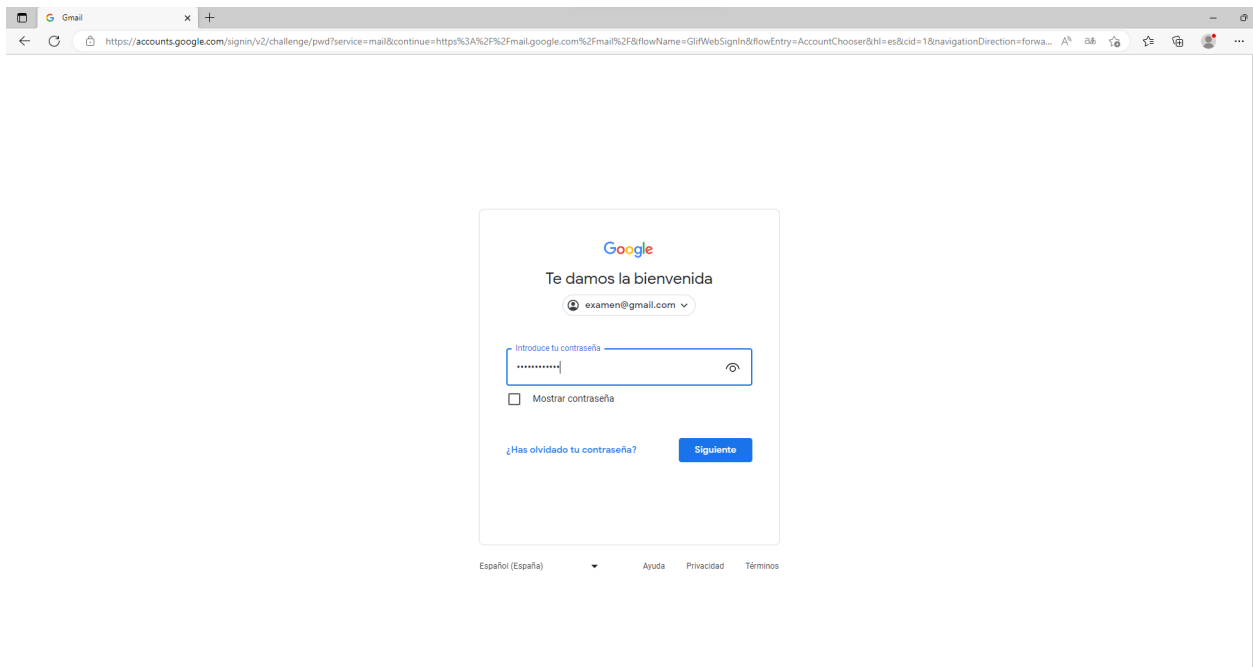 Gmail
https://accounts.google.com/signin/v2/challenge/pwd?service=mail&continue=https%3A%2F%2Fmail.google.com%2Fmail%2F&flowName=GlifWebSignIn&flowEntry=AccountChooser&hl=es&cid=1&navigationDirection=forwa...
Google
Te damos la bienvenida
examen@gmail.com
Introduce tu contraseña
••••••••••••
Mostrar contraseña
¿Has olvidado tu contraseña? Siguiente
Español (España) Ayuda Privacidad Términos